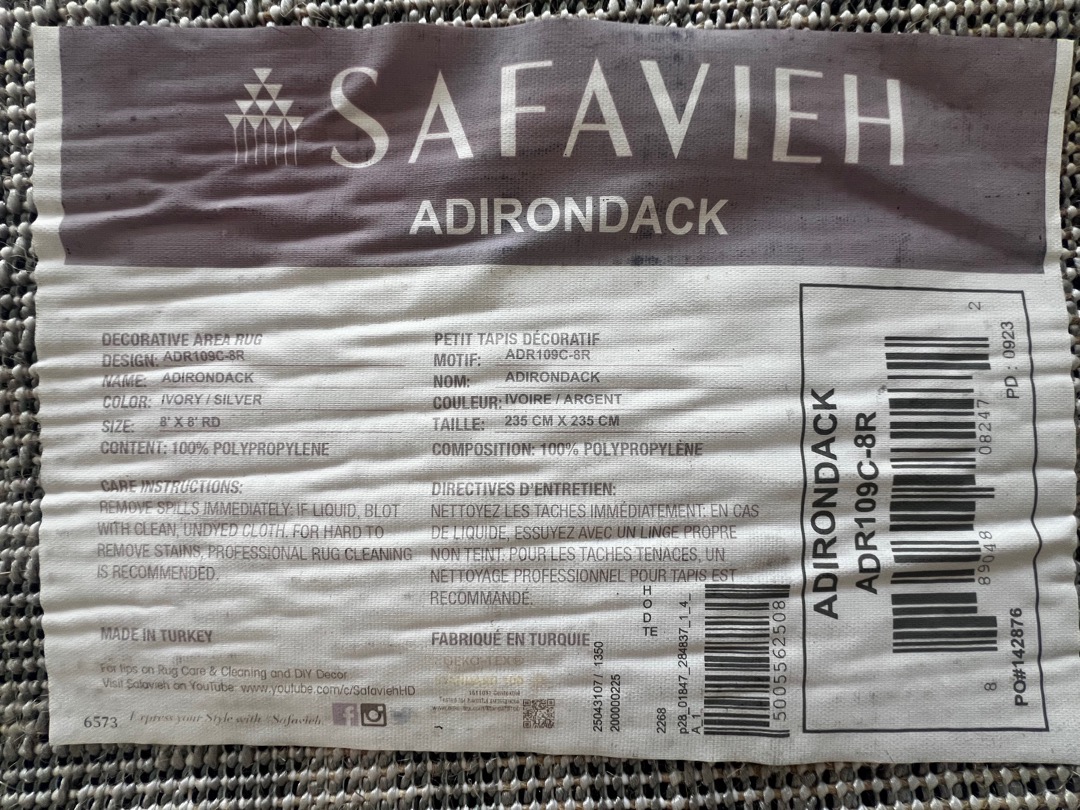 SAFAVIEH
ADIRONDACK
DECORATIVE AREA RUG
DESIGN: ADR109C-8R
NAME: ADIRONDACK
COLOR: IVORY / SILVER
SIZE: 8' X 8' RD
CONTENT: 100% POLYPROPYLENE
CARE INSTRUCTIONS:
REMOVE SPILLS IMMEDIATELY: IF LIQUID, BLOT
WITH CLEAN, UNDYED CLOTH. FOR HARD TO
REMOVE STAINS, PROFESSIONAL RUG CLEANING
IS RECOMMENDED.
MADE IN TURKEY
For tips on Rug Care & Cleaning and DIY Decor
Visit Safavieh on YouTube: www.youtube.com/c/SafaviehHD
6573 Express your Style with #Safavieh
PETIT TAPIS DÉCORATIF
MOTIF: ADR109C-8R
NOM: ADIRONDACK
COULEUR: IVOIRE / ARGENT
TAILLE: 235 CM X 235 CM
COMPOSITION: 100% POLYPROPYLÈNE
DIRECTIVES D'ENTRETIEN:
NETTOYEZ LES TACHES IMMÉDIATEMENT: EN CAS
DE LIQUIDE, ESSUYEZ AVEC UN LINGE PROPRE
NON TEINT. POUR LES TACHES TENACES, UN
NETTOYAGE PROFESSIONNEL POUR TAPIS EST
RECOMMANDÉ.
FABRIQUÉ EN TURQUIE
OEKO-TEX®
STANDARD 100
25043107 / 1350
200000225
HODTE
2268
p28_01847_284837_1_4_
A_1
5005562508
ADIRONDACK
ADR109C-8R
8 89048 08247 2
PO#142876
PD : 0923